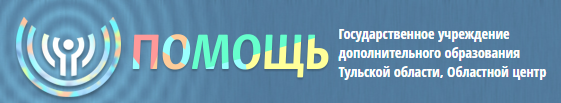 ПОМОЩЬ
Государственное учреждение
дополнительного образования
Тульской области, Областной центр